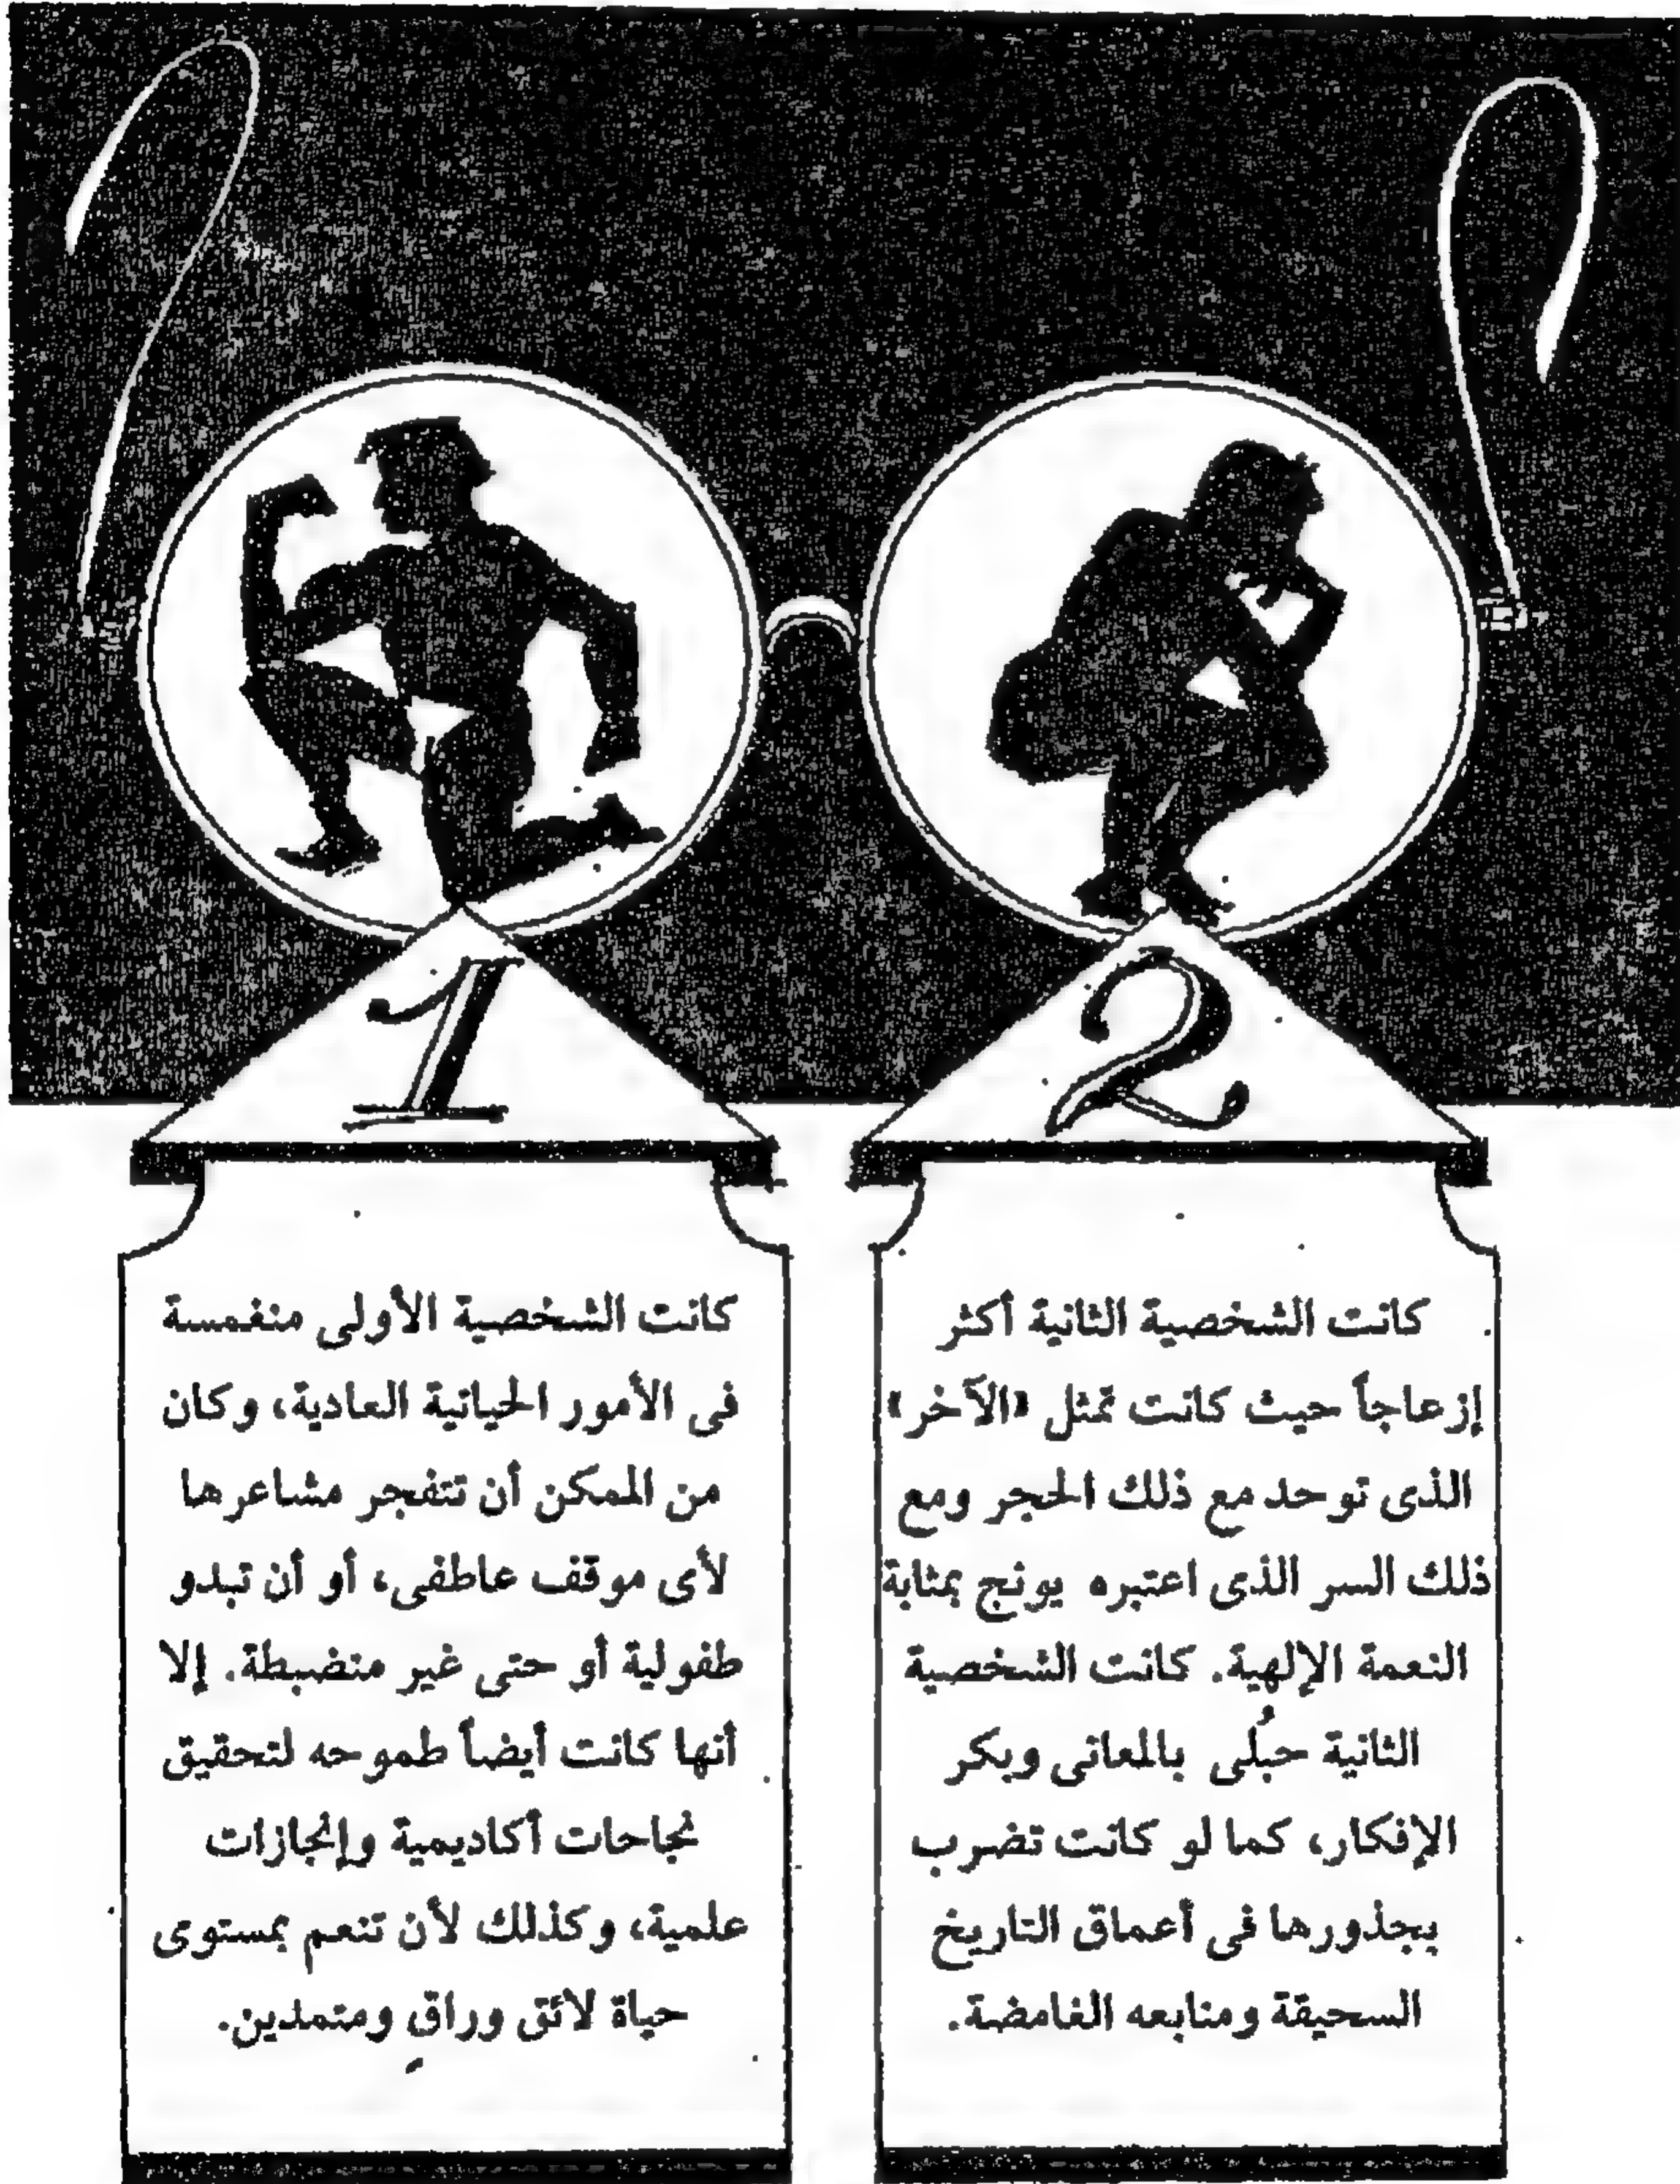 1
كانت الشخصية الأولى منغمسة
فى الأمور الحياتية العادية، وكان
من الممكن أن تتفجر مشاعرها
لأى موقف عاطفى، أو أن تبدو
طفولية أو حتى غير منضبطة. إلا
أنها كانت أيضاً طموحه لتحقيق
نجاحات أكاديمية وإنجازات
علمية، وكذلك لأن تنعم بمستوى
حياة لائق وراقٍ ومتمدين.
2
كانت الشخصية الثانية أكثر
إزعاجاً حيث كانت تمثل «الآخر»
الذى توحد مع ذلك الحجر ومع
ذلك السر الذى اعتبره يونج بمثابة
النعمة الإلهية. كانت الشخصية
الثانية حبُلى بالمعانى وبكر
الإفكار، كما لو كانت تضرب
بجذورها فى أعماق التاريخ
السحيقة ومنابعه الغامضة.